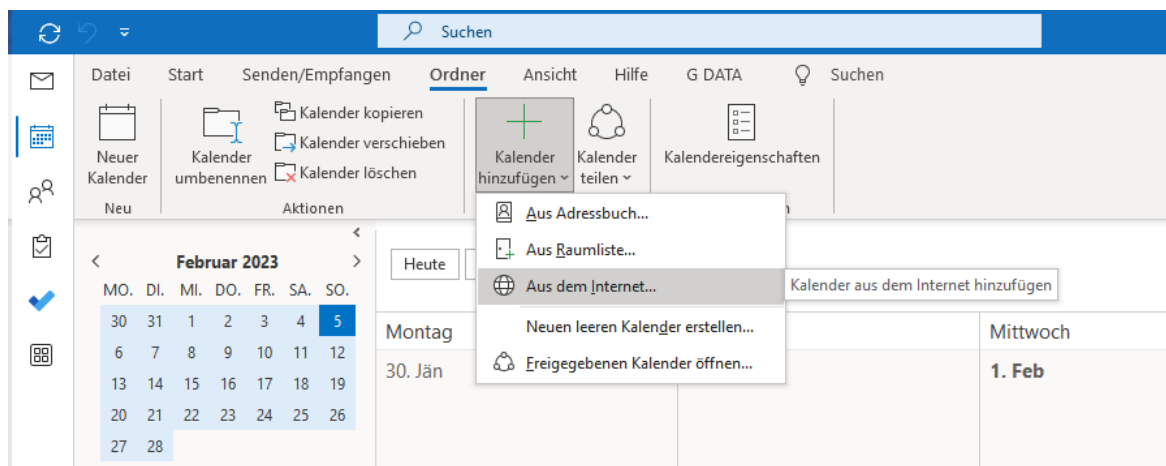 Suchen
Datei Start Senden/Empfangen Ordner Ansicht Hilfe G DATA Suchen
Neuer Kalender
Kalender umbenennen
Kalender kopieren
Kalender verschieben
Kalender löschen
Kalender hinzufügen
Kalender teilen
Kalendereigenschaften
Neu
Aktionen
Aus Adressbuch...
Aus Raumliste...
Aus dem Internet...
Kalender aus dem Internet hinzufügen
Neuen leeren Kalender erstellen...
Freigegebenen Kalender öffnen...
Februar 2023
MO. DI. MI. DO. FR. SA. SO.
30 31 1 2 3 4 5
6 7 8 9 10 11 12
13 14 15 16 17 18 19
20 21 22 23 24 25 26
27 28
Heute
Montag
Mittwoch
30. Jän
1. Feb